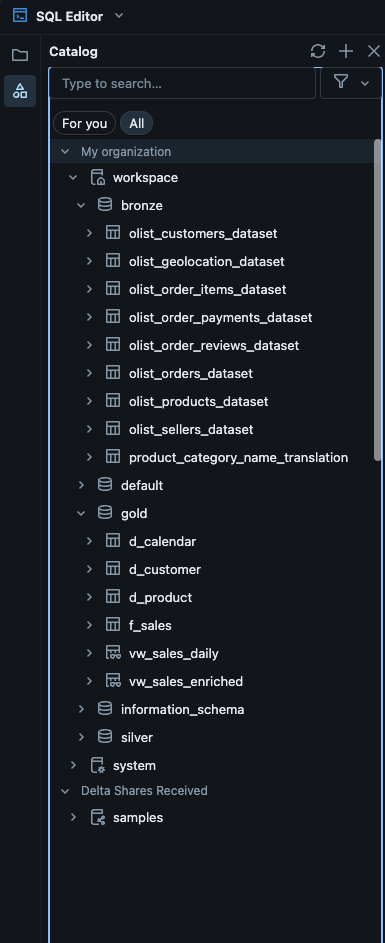 SQL Editor
Catalog
Type to search...
For you All
My organization
workspace
bronze
olist_customers_dataset
olist_geolocation_dataset
olist_order_items_dataset
olist_order_payments_dataset
olist_order_reviews_dataset
olist_orders_dataset
olist_products_dataset
olist_sellers_dataset
product_category_name_translation
default
gold
d_calendar
d_customer
d_product
f_sales
vw_sales_daily
vw_sales_enriched
information_schema
silver
system
Delta Shares Received
samples